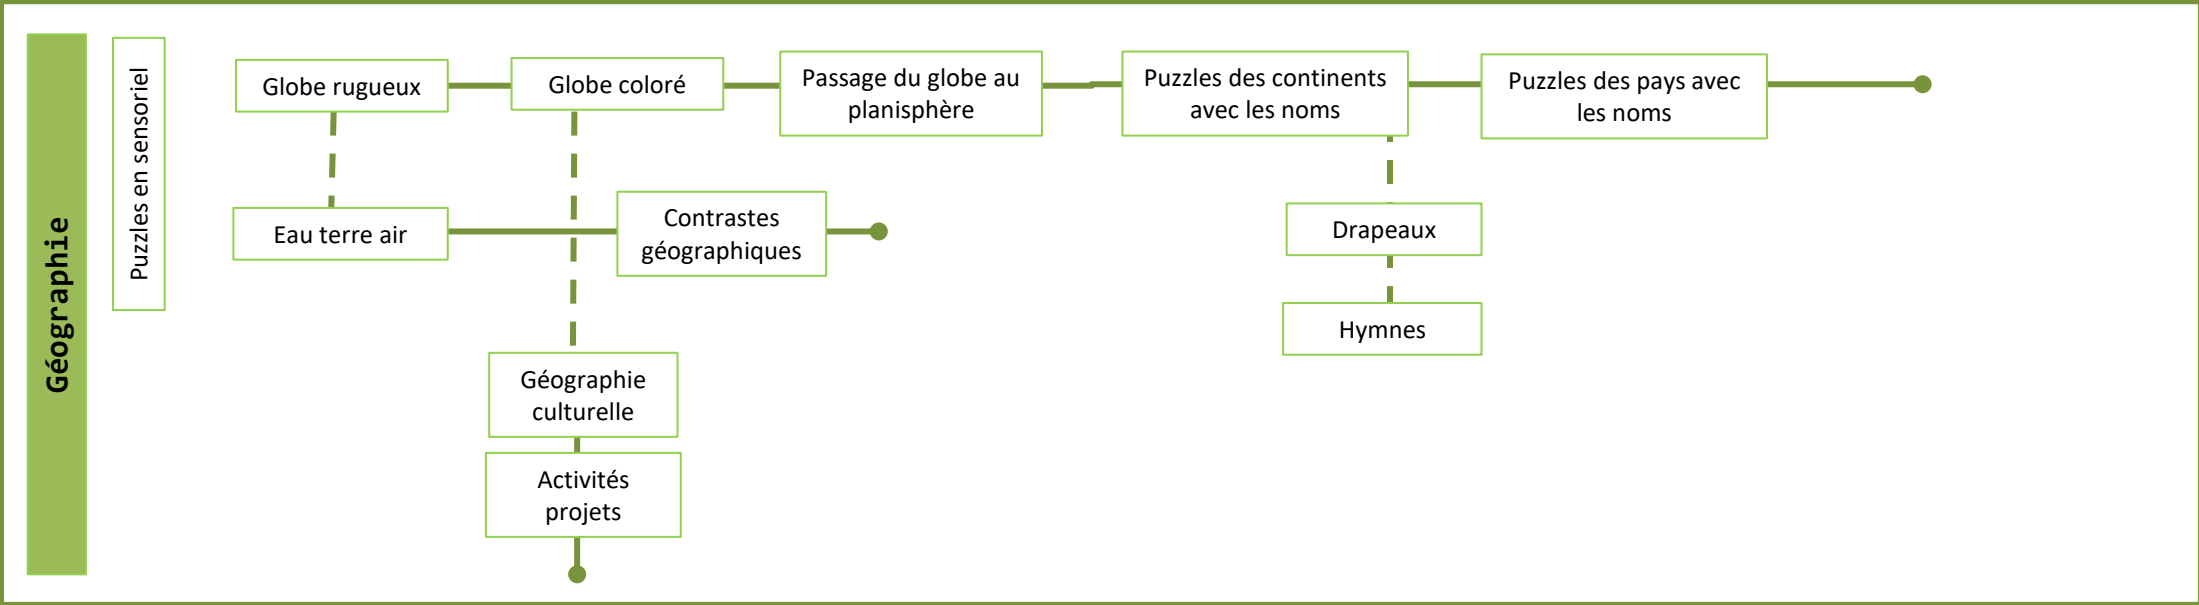 Géographie
Puzzles en sensoriel
Globe rugueux
Globe coloré
Passage du globe au
planisphère
Puzzles des continents
avec les noms
Puzzles des pays avec
les noms
Eau terre air
Contrastes
géographiques
Drapeaux
Hymnes
Géographie
culturelle
Activités
projets